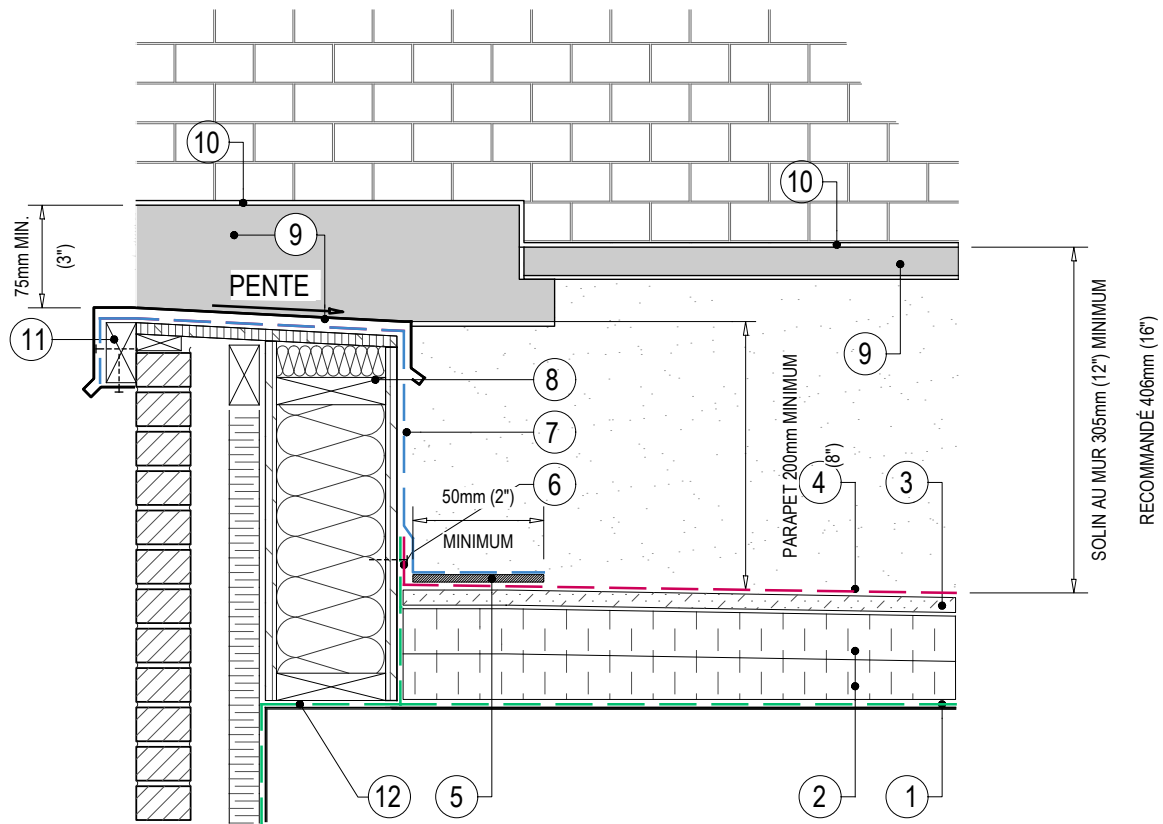 10
10
75mm MIN.
(3")
9
PENTE
9
11
8
7
6
50mm (2")
MINIMUM
PARAPET 200mm MINIMUM
(8")
4
3
SOLIN AU MUR 305mm (12") MINIMUM
RECOMMANDÉ 406mm (16")
12
5
2
1